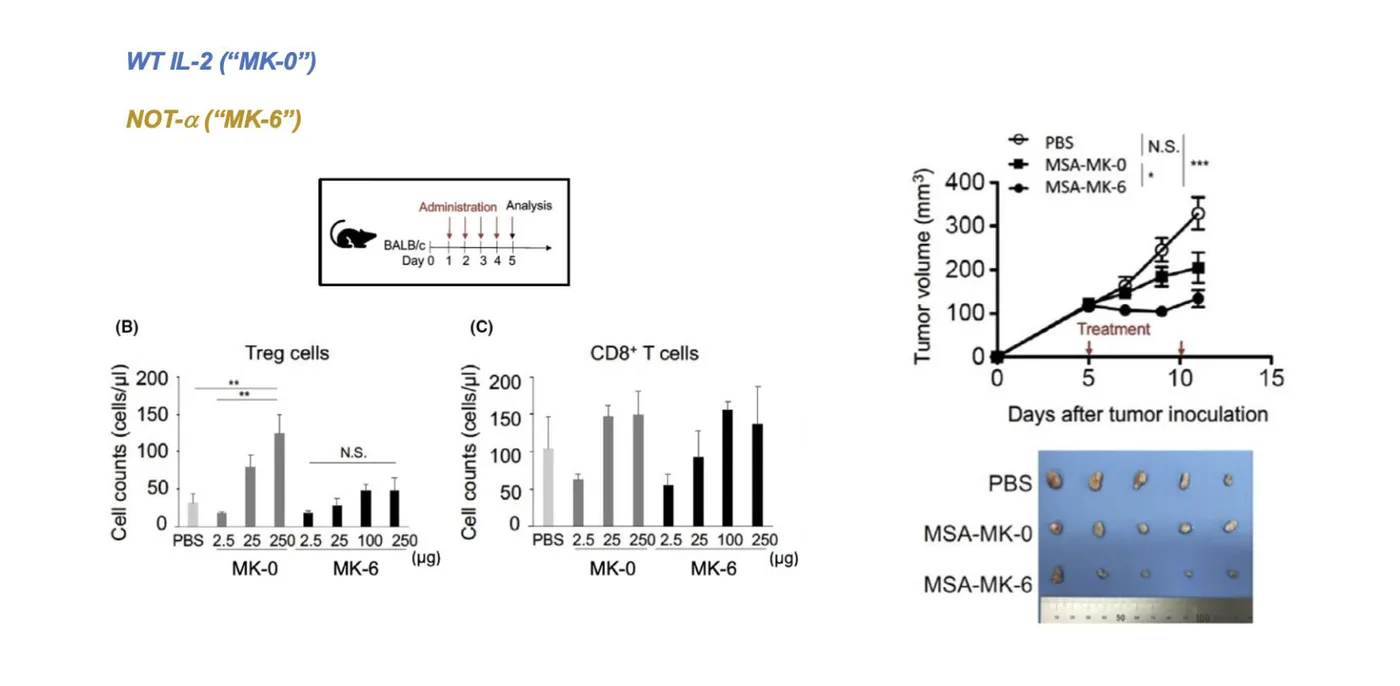 WT IL-2 (“MK-0”)
NOT-α (“MK-6”)
Administration Analysis
BALB/c
Day 0 1 2 3 4 5
(B)
Treg cells
Cell counts (cells/μl)
200
150
100
50
0
**
**
N.S.
PBS 2.5 25 250 2.5 25 100 250 (μg)
MK-0 MK-6
(C)
CD8⁺ T cells
Cell counts (cells/μl)
200
150
100
50
0
PBS 2.5 25 250 2.5 25 100 250 (μg)
MK-0 MK-6
PBS
MSA-MK-0
MSA-MK-6
N.S.
*
***
Tumor volume (mm³)
400
300
200
100
0
Treatment
0 5 10 15
Days after tumor inoculation
PBS
MSA-MK-0
MSA-MK-6
50 100